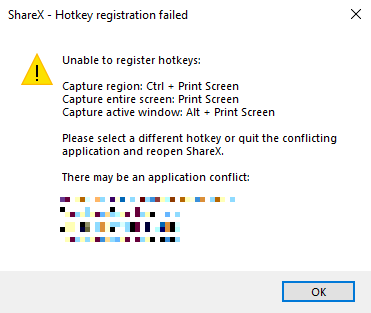 ShareX - Hotkey registration failed
Unable to register hotkeys:
Capture region: Ctrl + Print Screen
Capture entire screen: Print Screen
Capture active window: Alt + Print Screen
Please select a different hotkey or quit the conflicting
application and reopen ShareX.
There may be an application conflict:
OK